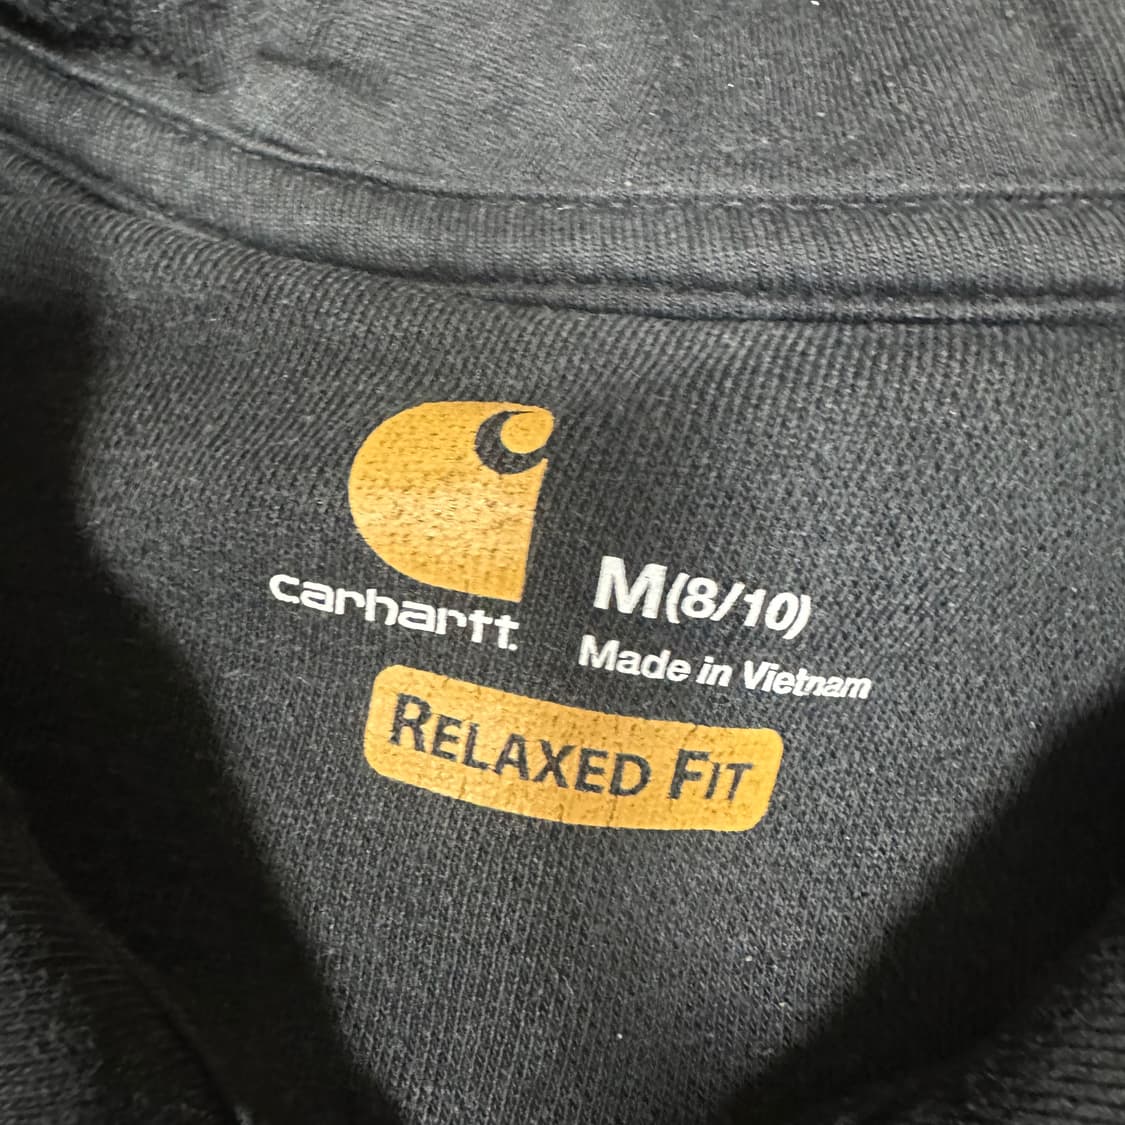 carhartt.
M(8/10)
Made in Vietnam
RELAXED FIT